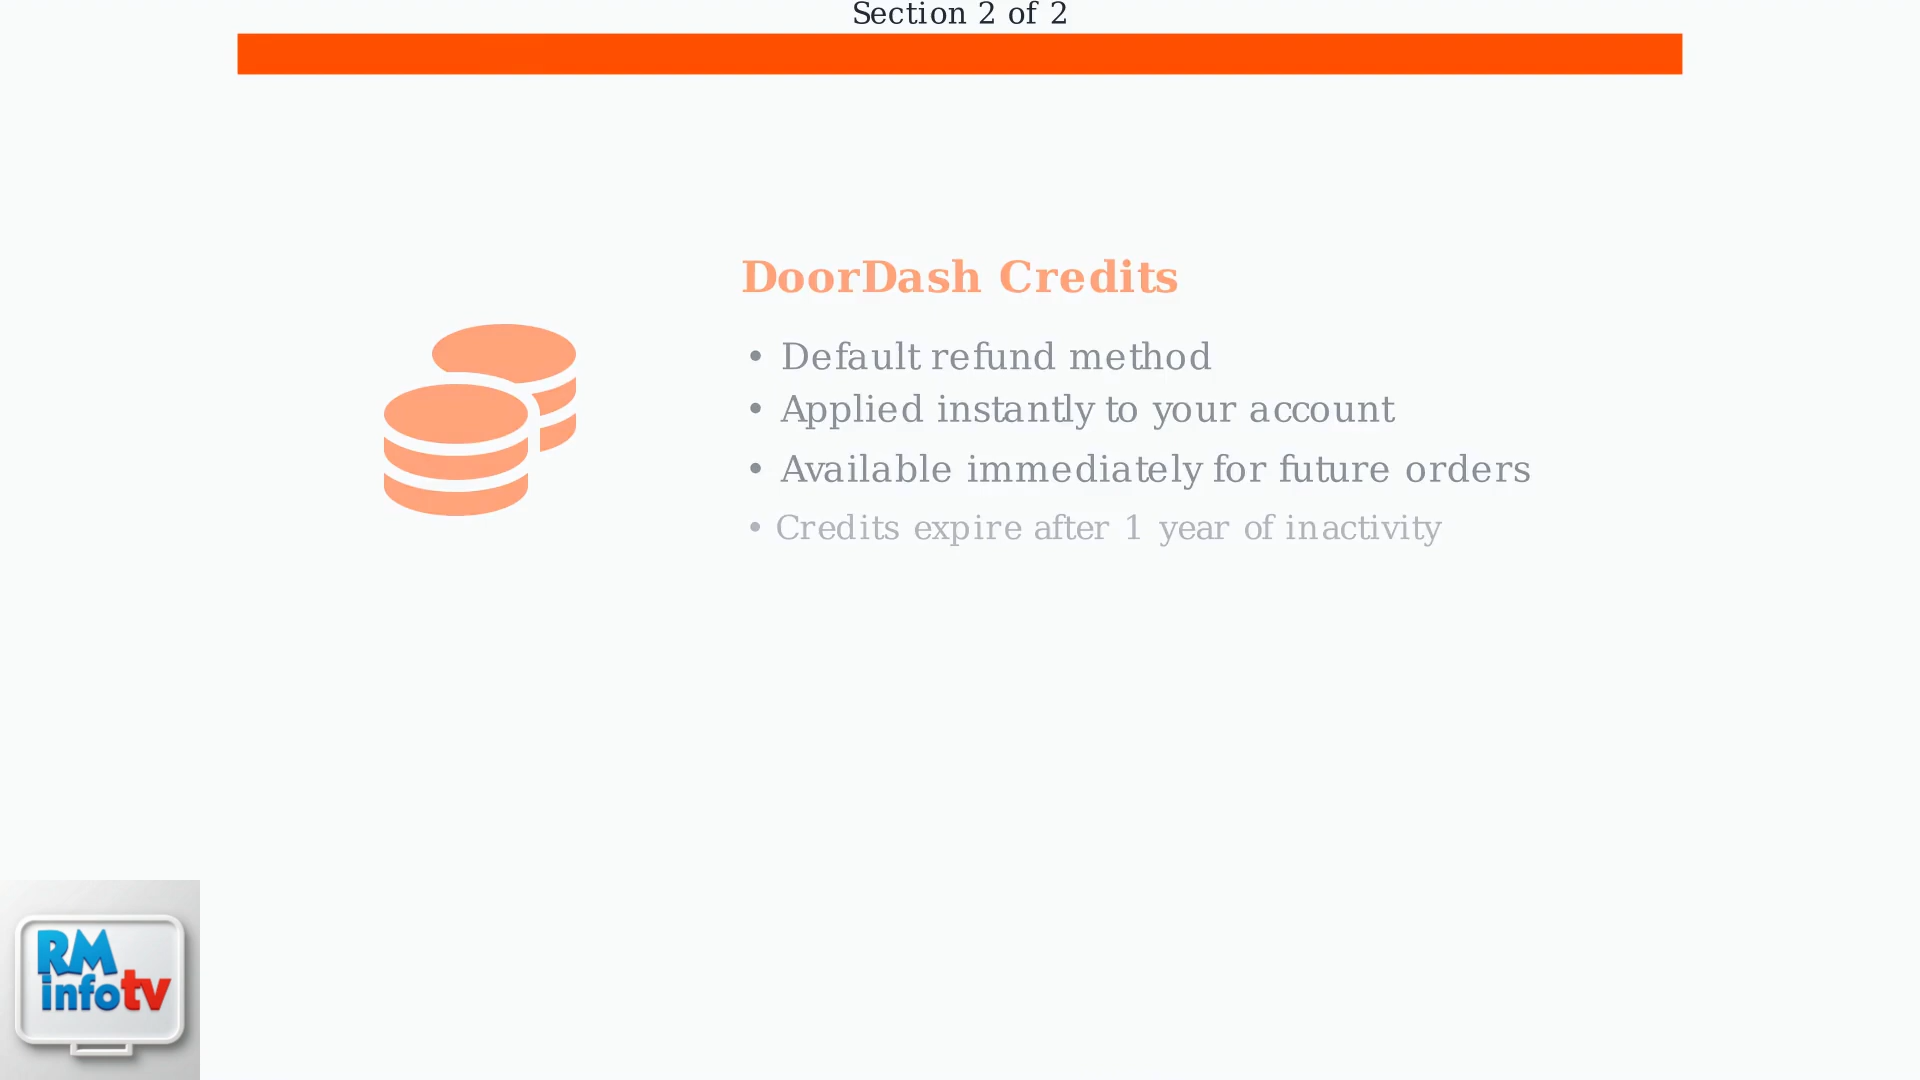 Section 2 of 2
DoorDash Credits
• Default refund method
• Applied instantly to your account
• Available immediately for future orders
• Credits expire after 1 year of inactivity
RM
infotv